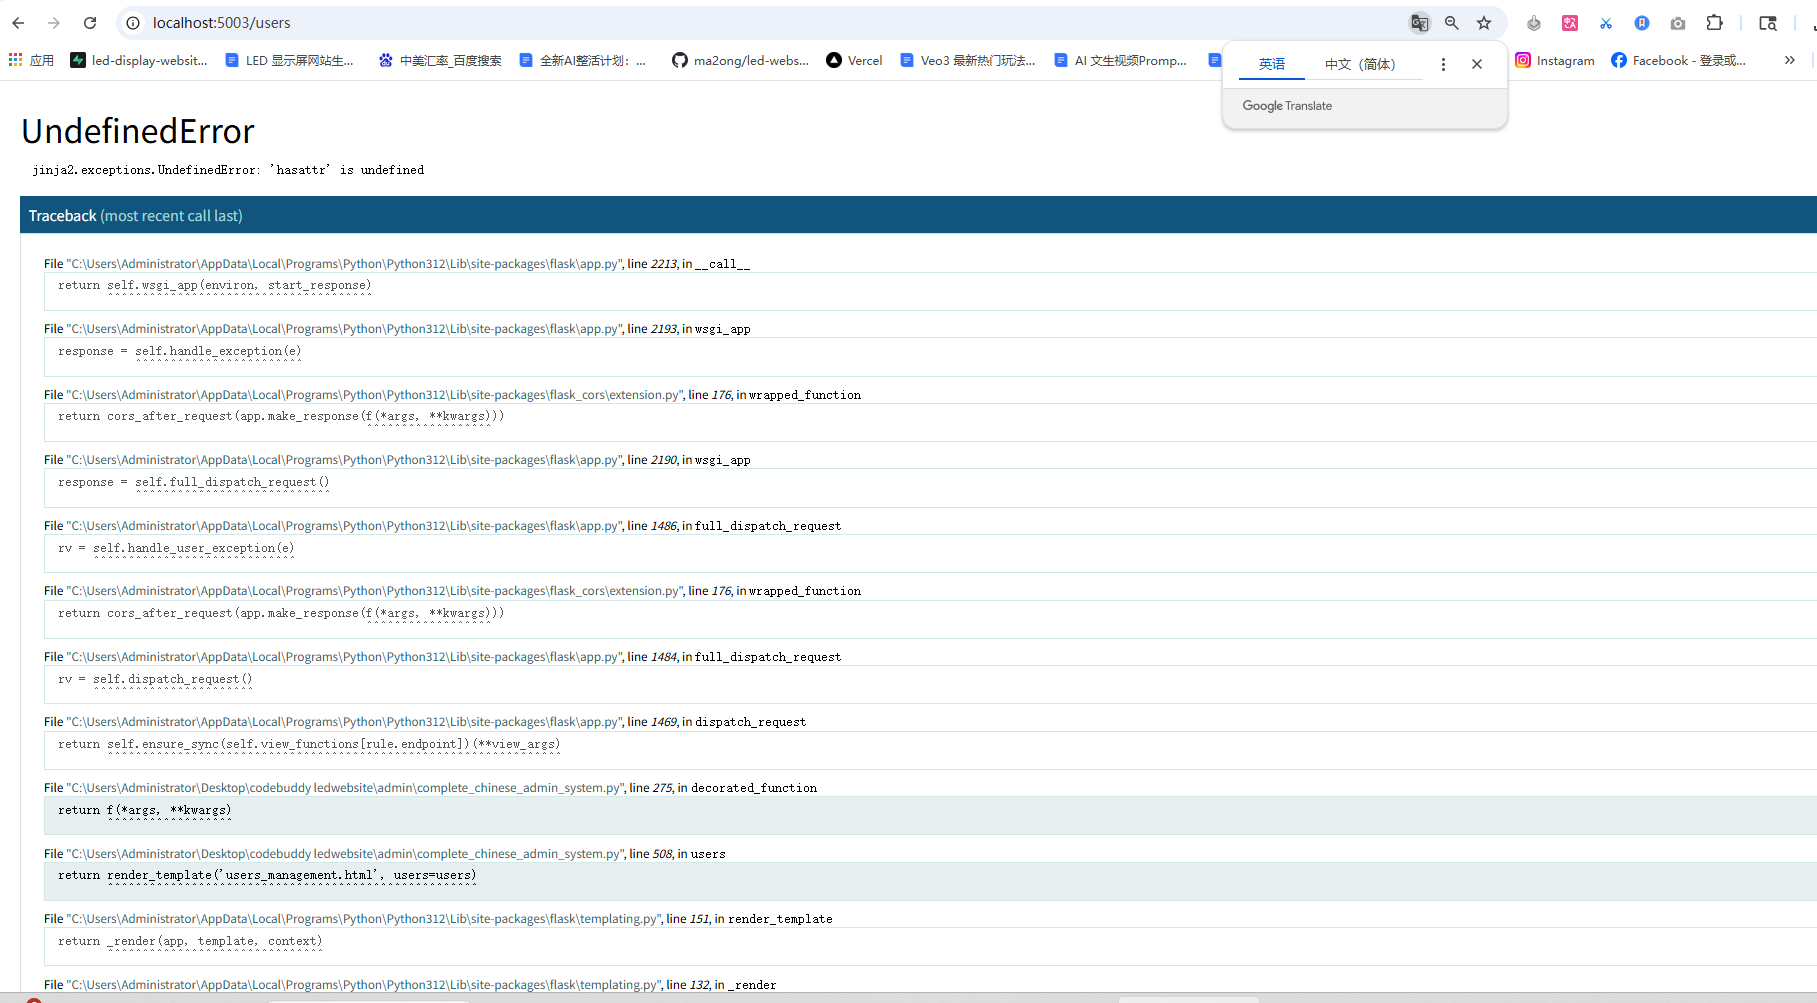 localhost:5003/users
应用
led-display-websit...
LED 显示屏网站生...
中美汇率_百度搜索
全新AI整活计划：...
ma2ong/led-webs...
Vercel
Veo3 最新热门玩法...
AI 文生视频Promp...
Instagram
Facebook - 登录或...
英语
中文（简体）
Google Translate
UndefinedError
jinja2.exceptions.UndefinedError: 'hasattr' is undefined
Traceback (most recent call last)
File "C:\Users\Administrator\AppData\Local\Programs\Python\Python312\Lib\site-packages\flask\app.py", line 2213, in __call__
return self.wsgi_app(environ, start_response)
File "C:\Users\Administrator\AppData\Local\Programs\Python\Python312\Lib\site-packages\flask\app.py", line 2193, in wsgi_app
response = self.handle_exception(e)
File "C:\Users\Administrator\AppData\Local\Programs\Python\Python312\Lib\site-packages\flask_cors\extension.py", line 176, in wrapped_function
return cors_after_request(app.make_response(f(*args, **kwargs)))
File "C:\Users\Administrator\AppData\Local\Programs\Python\Python312\Lib\site-packages\flask\app.py", line 2190, in wsgi_app
response = self.full_dispatch_request()
File "C:\Users\Administrator\AppData\Local\Programs\Python\Python312\Lib\site-packages\flask\app.py", line 1486, in full_dispatch_request
rv = self.handle_user_exception(e)
File "C:\Users\Administrator\AppData\Local\Programs\Python\Python312\Lib\site-packages\flask_cors\extension.py", line 176, in wrapped_function
return cors_after_request(app.make_response(f(*args, **kwargs)))
File "C:\Users\Administrator\AppData\Local\Programs\Python\Python312\Lib\site-packages\flask\app.py", line 1484, in full_dispatch_request
rv = self.dispatch_request()
File "C:\Users\Administrator\AppData\Local\Programs\Python\Python312\Lib\site-packages\flask\app.py", line 1469, in dispatch_request
return self.ensure_sync(self.view_functions[rule.endpoint])(**view_args)
File "C:\Users\Administrator\Desktop\codebuddy ledwebsite\admin\complete_chinese_admin_system.py", line 275, in decorated_function
return f(*args, **kwargs)
File "C:\Users\Administrator\Desktop\codebuddy ledwebsite\admin\complete_chinese_admin_system.py", line 508, in users
return render_template('users_management.html', users=users)
File "C:\Users\Administrator\AppData\Local\Programs\Python\Python312\Lib\site-packages\flask\templating.py", line 151, in render_template
return _render(app, template, context)
File "C:\Users\Administrator\AppData\Local\Programs\Python\Python312\Lib\site-packages\flask\templating.py", line 132, in _render